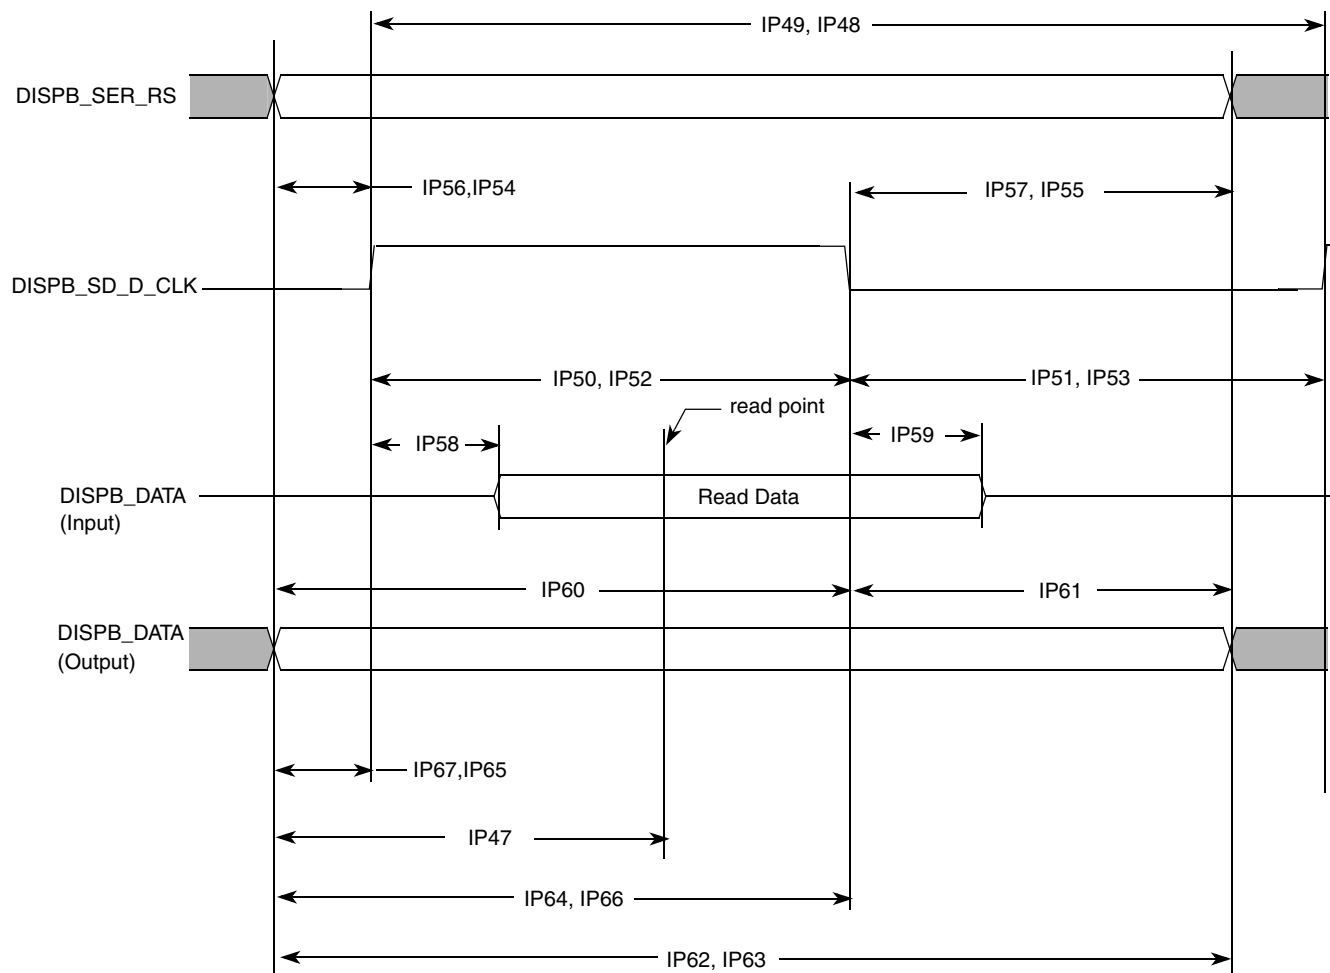 IP49, IP48
DISPB_SER_RS
IP56,IP54
IP57, IP55
DISPB_SD_D_CLK
IP50, IP52
IP51, IP53
read point
IP58
IP59
DISPB_DATA
(Input)
Read Data
IP60
IP61
DISPB_DATA
(Output)
IP67,IP65
IP47
IP64, IP66
IP62, IP63